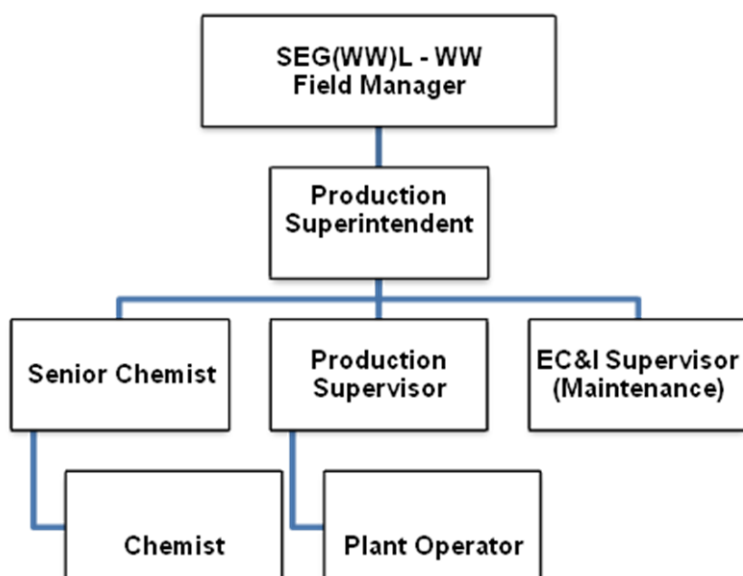 SEG(WW)L - WW
Field Manager
Production
Superintendent
Senior Chemist
Production
Supervisor
EC&I Supervisor
(Maintenance)
Chemist
Plant Operator